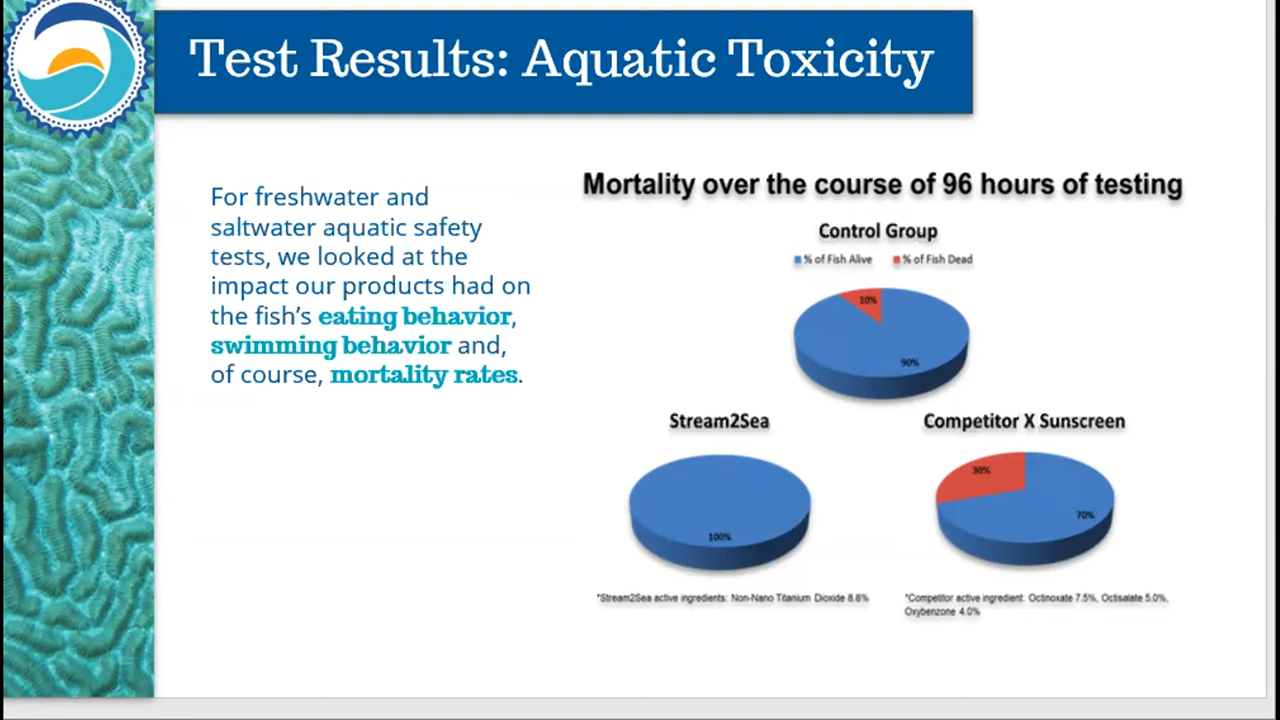 Test Results: Aquatic Toxicity
For freshwater and
saltwater aquatic safety
tests, we looked at the
impact our products had on
the fish’s eating behavior,
swimming behavior and,
of course, mortality rates.
Mortality over the course of 96 hours of testing
Control Group
% of Fish Alive % of Fish Dead
10%
90%
Stream2Sea
100%
*Stream2Sea active ingredients: Non-Nano Titanium Dioxide 8.8%
Competitor X Sunscreen
30%
70%
*Competitor active ingredient: Octinoxate 7.5%, Octisalate 5.0%,
Oxybenzone 4.0%